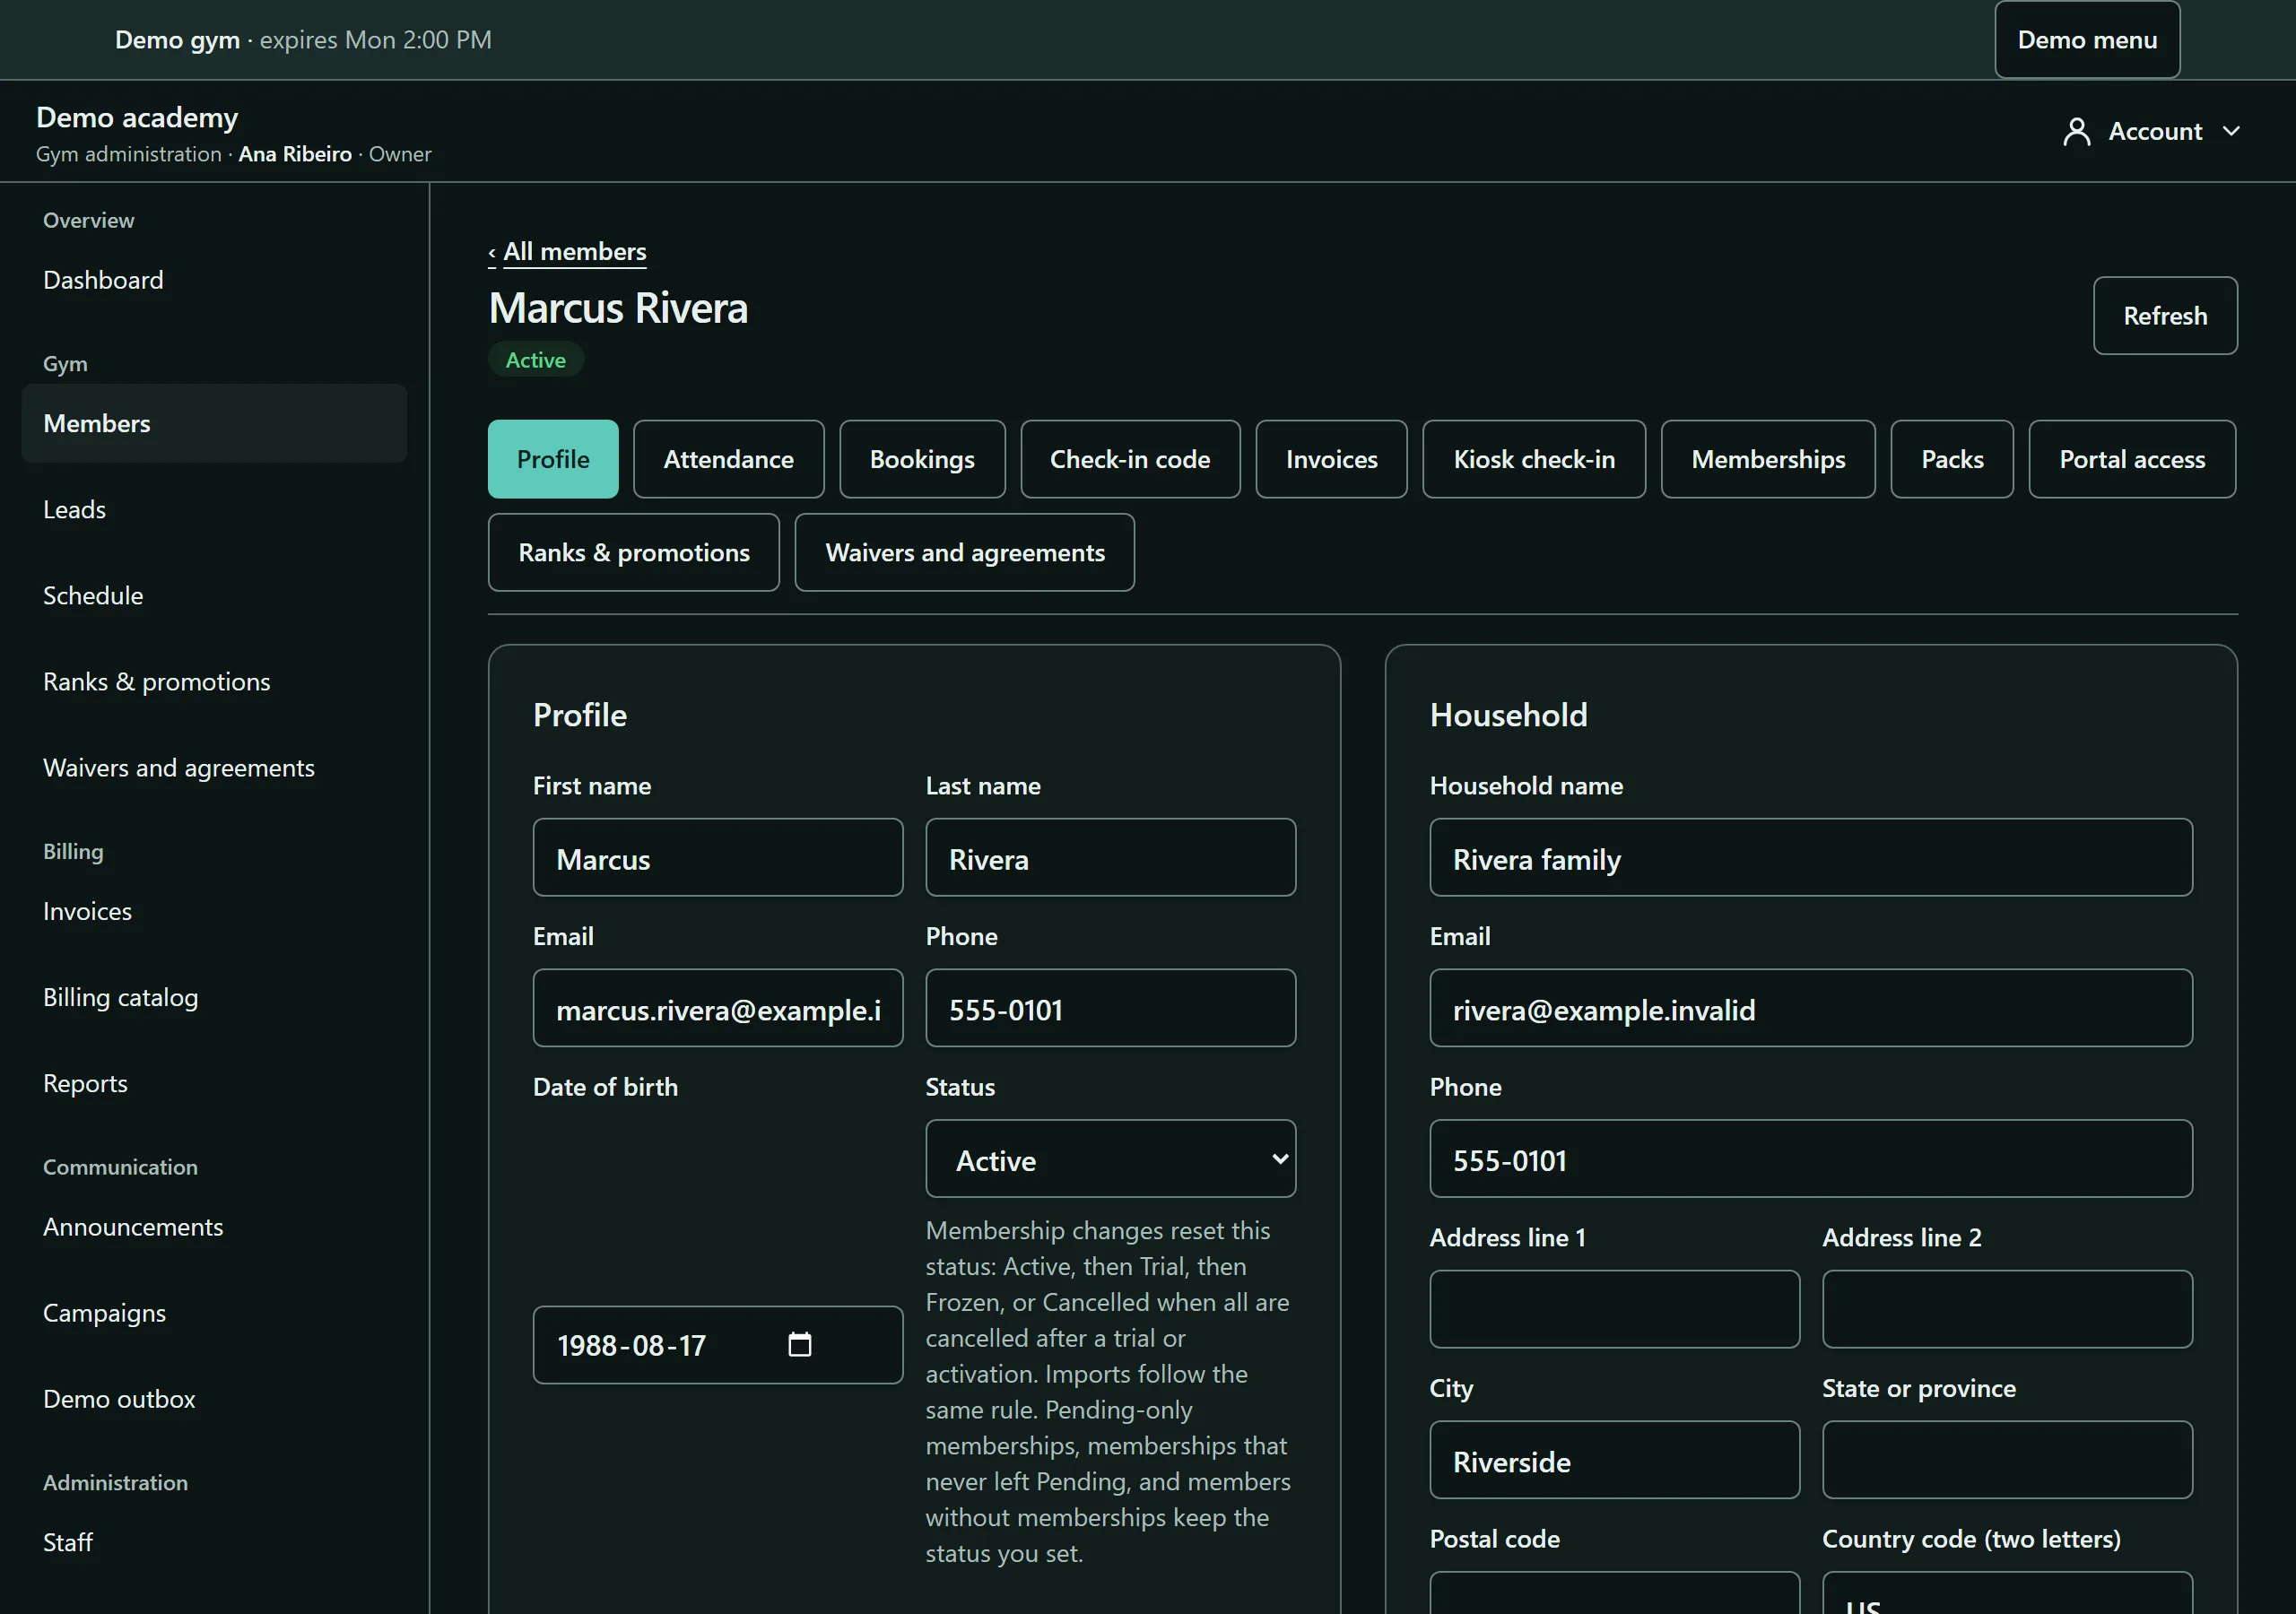 Demo gym · expires Mon 2:00 PM
Demo menu
Demo academy
Gym administration · Ana Ribeiro · Owner
Account
Overview
Dashboard
Gym
Members
Leads
Schedule
Ranks & promotions
Waivers and agreements
Billing
Invoices
Billing catalog
Reports
Communication
Announcements
Campaigns
Demo outbox
Administration
Staff
‹ All members
Marcus Rivera
Active
Refresh
Profile
Attendance
Bookings
Check-in code
Invoices
Kiosk check-in
Memberships
Packs
Portal access
Ranks & promotions
Waivers and agreements
Profile
First name
Last name
Marcus
Rivera
Email
Phone
marcus.rivera@example.i
555-0101
Date of birth
Status
1988-08-17
Active
Membership changes reset this
status: Active, then Trial, then
Frozen, or Cancelled when all are
cancelled after a trial or
activation. Imports follow the
same rule. Pending-only
memberships, memberships that
never left Pending, and members
without memberships keep the
status you set.
Household
Household name
Rivera family
Email
rivera@example.invalid
Phone
555-0101
Address line 1
Address line 2
City
State or province
Riverside
Postal code
Country code (two letters)
US